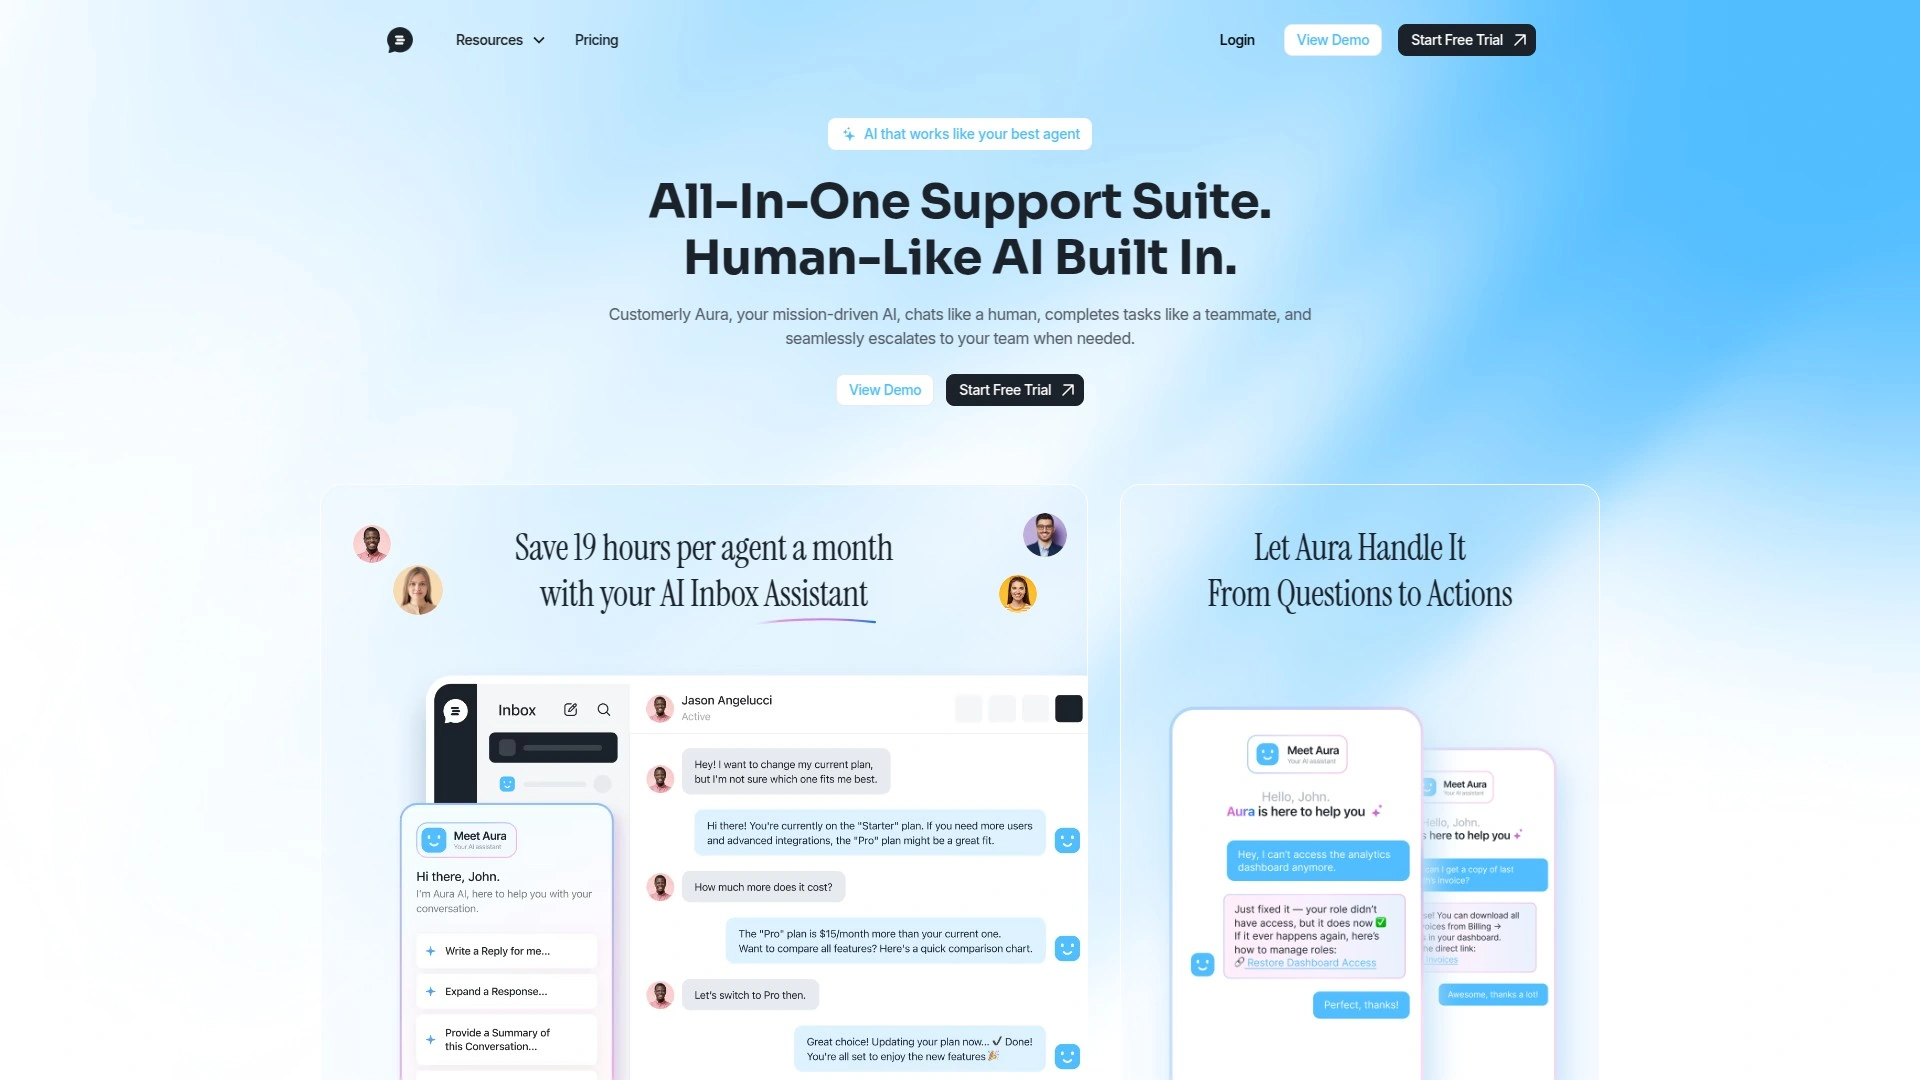 Resources
Pricing
Login
View Demo
Start Free Trial
AI that works like your best agent
All-In-One Support Suite.
Human-Like AI Built In.
Customerly Aura, your mission-driven AI, chats like a human, completes tasks like a teammate, and
seamlessly escalates to your team when needed.
View Demo
Start Free Trial
Save 19 hours per agent a month
with your AI Inbox Assistant
Inbox
Jason Angelucci
Active
Hey! I want to change my current plan,
but I'm not sure which one fits me best.
Hi there! You're currently on the "Starter" plan. If you need more users
and advanced integrations, the "Pro" plan might be a great fit.
How much more does it cost?
The "Pro" plan is $15/month more than your current one.
Want to compare all features? Here's a quick comparison chart.
Let's switch to Pro then.
Great choice! Updating your plan now... ✔ Done!
You're all set to enjoy the new features🎉
Meet Aura
Your AI assistant
Hi there, John.
I'm Aura AI, here to help you with your
conversation.
Write a Reply for me...
Expand a Response...
Provide a Summary of
this Conversation...
Let Aura Handle It
From Questions to Actions
Meet Aura
Your AI assistant
Hello, John.
Aura is here to help you
Hey, I can't access the analytics
dashboard anymore.
Just fixed it — your role didn't
have access, but it does now ✅
If it ever happens again, here's
how to manage roles:
🔗 Restore Dashboard Access
Perfect, thanks!
Meet Aura
Your AI assistant
Hello, John.
here to help you
can I get a copy of last
invoice?
You can download all
from Billing →
in your dashboard.
direct link:
Invoices
Awesome, thanks a lot!